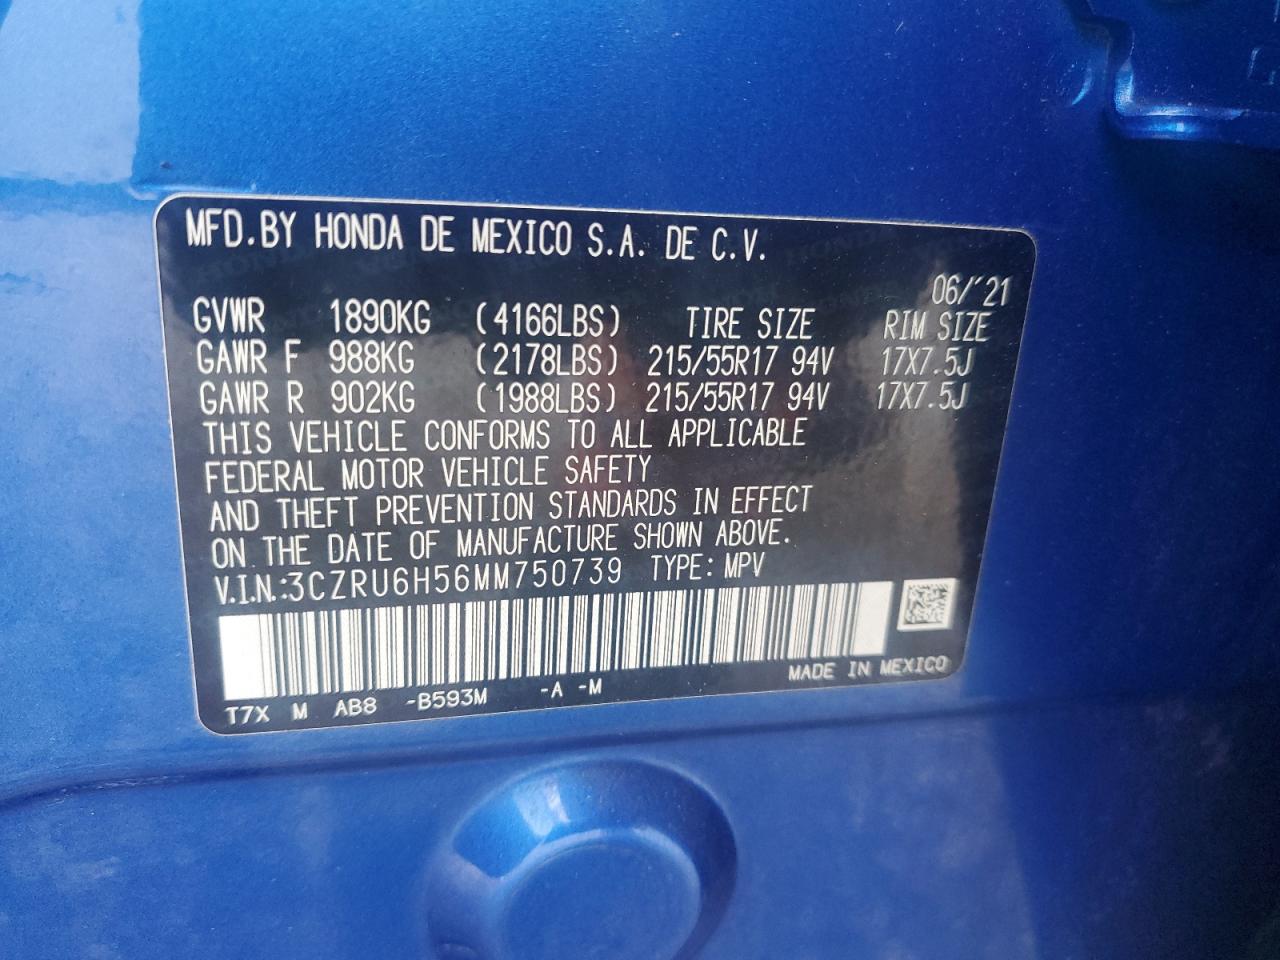 MFD.BY HONDA DE MEXICO S.A. DE C.V.
06/'21
GVWR 1890KG (4166LBS) TIRE SIZE RIM SIZE
GAWR F 988KG (2178LBS) 215/55R17 94V 17X7.5J
GAWR R 902KG (1988LBS) 215/55R17 94V 17X7.5J
THIS VEHICLE CONFORMS TO ALL APPLICABLE
FEDERAL MOTOR VEHICLE SAFETY
AND THEFT PREVENTION STANDARDS IN EFFECT
ON THE DATE OF MANUFACTURE SHOWN ABOVE.
V.I.N.:3CZRU6H56MM750739 TYPE: MPV
MADE IN MEXICO
T7X M AB8 -B593M -A -M